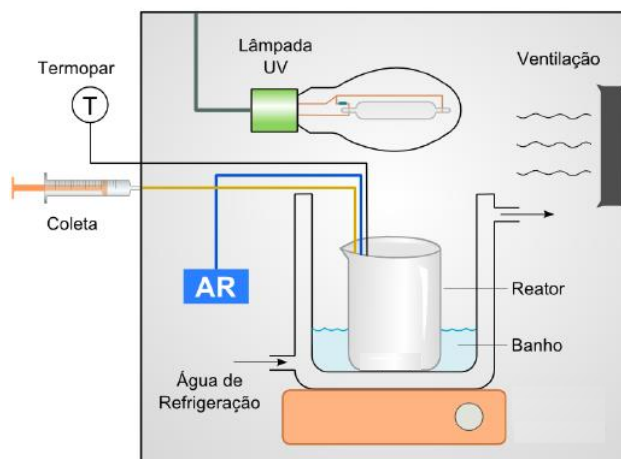 Lâmpada
UV
Ventilação
Termopar
T
Coleta
AR
Reator
Banho
Água de
Refrigeração